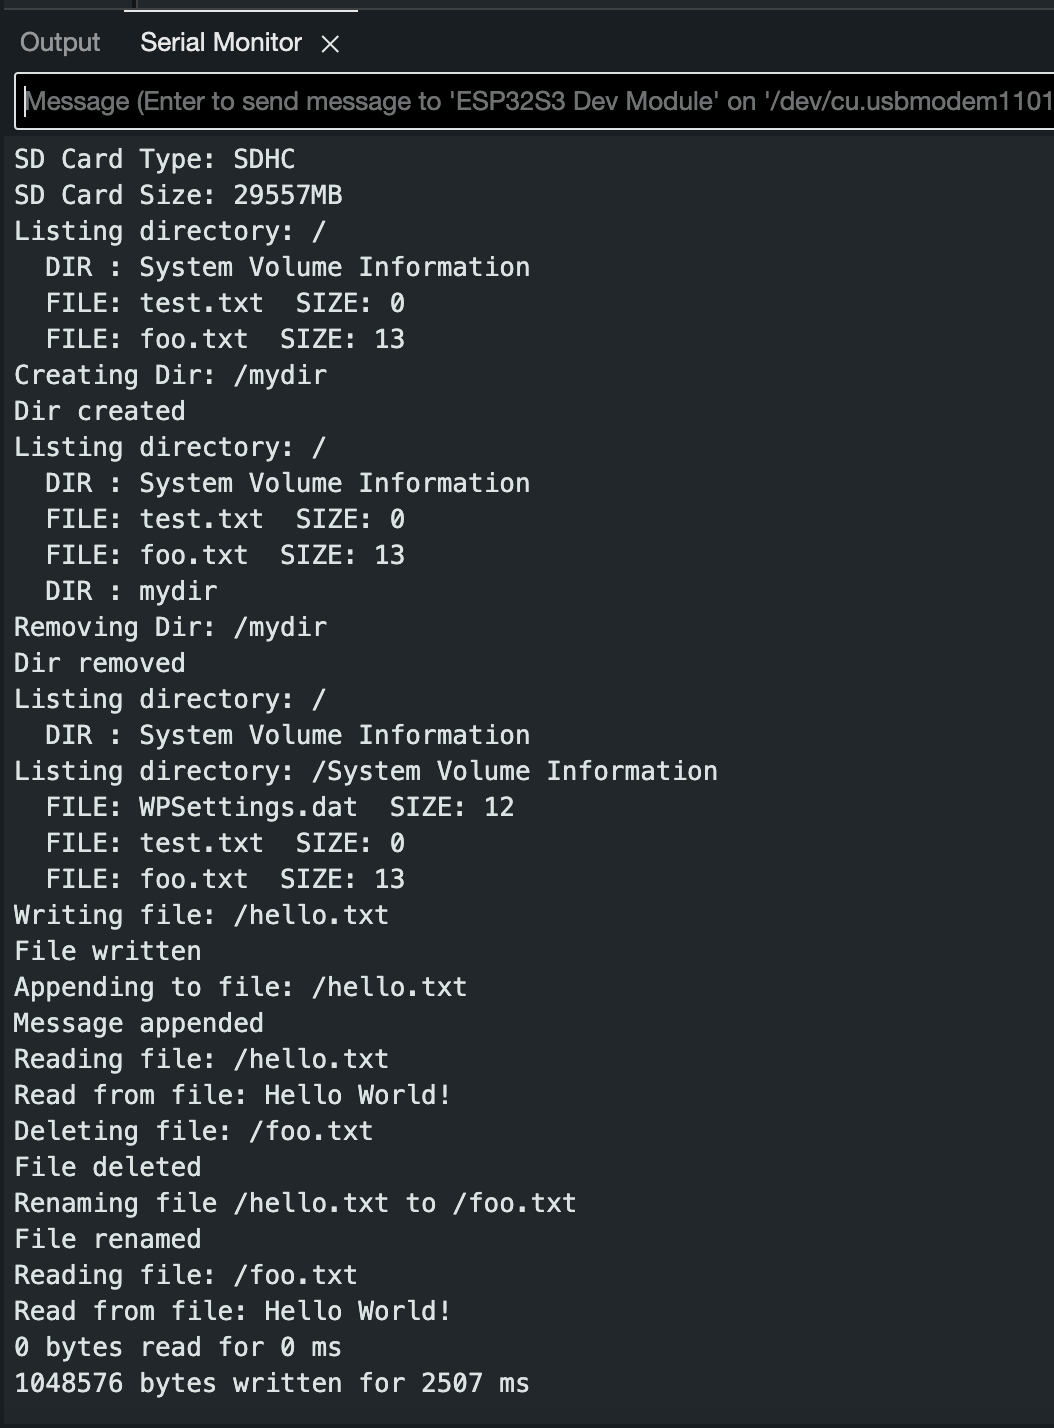 Output Serial Monitor
Message (Enter to send message to 'ESP32S3 Dev Module' on '/dev/cu.usbmodem1101
SD Card Type: SDHC
SD Card Size: 29557MB
Listing directory: /
  DIR : System Volume Information
  FILE: test.txt  SIZE: 0
  FILE: foo.txt  SIZE: 13
Creating Dir: /mydir
Dir created
Listing directory: /
  DIR : System Volume Information
  FILE: test.txt  SIZE: 0
  FILE: foo.txt  SIZE: 13
  DIR : mydir
Removing Dir: /mydir
Dir removed
Listing directory: /
  DIR : System Volume Information
Listing directory: /System Volume Information
  FILE: WPSettings.dat  SIZE: 12
  FILE: test.txt  SIZE: 0
  FILE: foo.txt  SIZE: 13
Writing file: /hello.txt
File written
Appending to file: /hello.txt
Message appended
Reading file: /hello.txt
Read from file: Hello World!
Deleting file: /foo.txt
File deleted
Renaming file /hello.txt to /foo.txt
File renamed
Reading file: /foo.txt
Read from file: Hello World!
0 bytes read for 0 ms
1048576 bytes written for 2507 ms